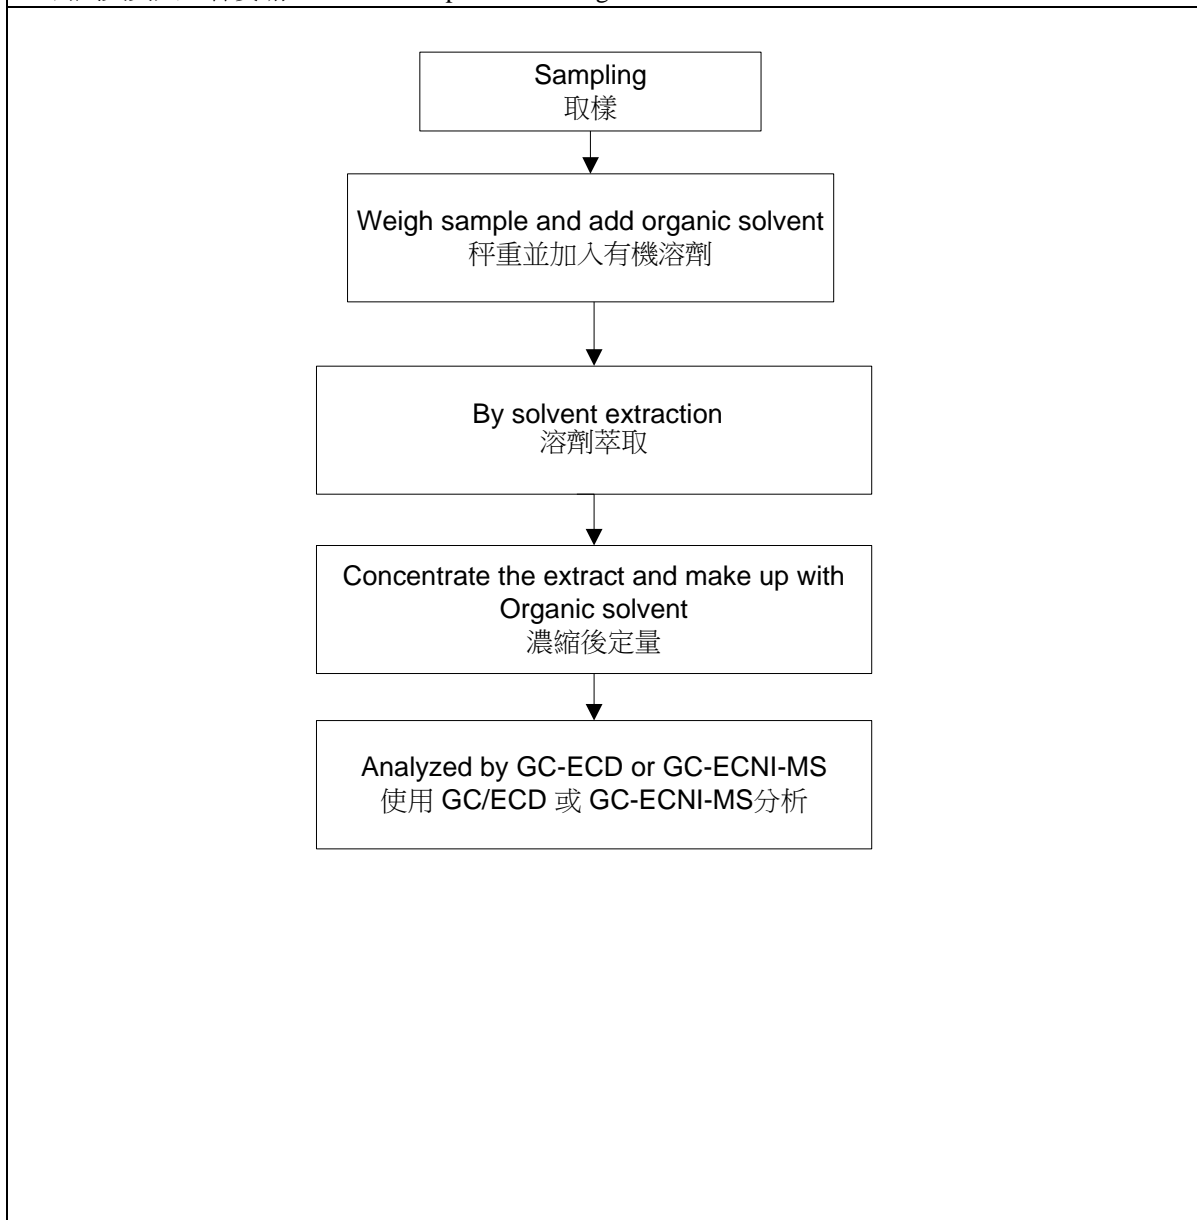 Sampling
取樣
Weigh sample and add organic solvent
秤重並加入有機溶劑
By solvent extraction
溶劑萃取
Concentrate the extract and make up with
Organic solvent
濃縮後定量
Analyzed by GC-ECD or GC-ECNI-MS
使用 GC/ECD 或 GC-ECNI-MS分析